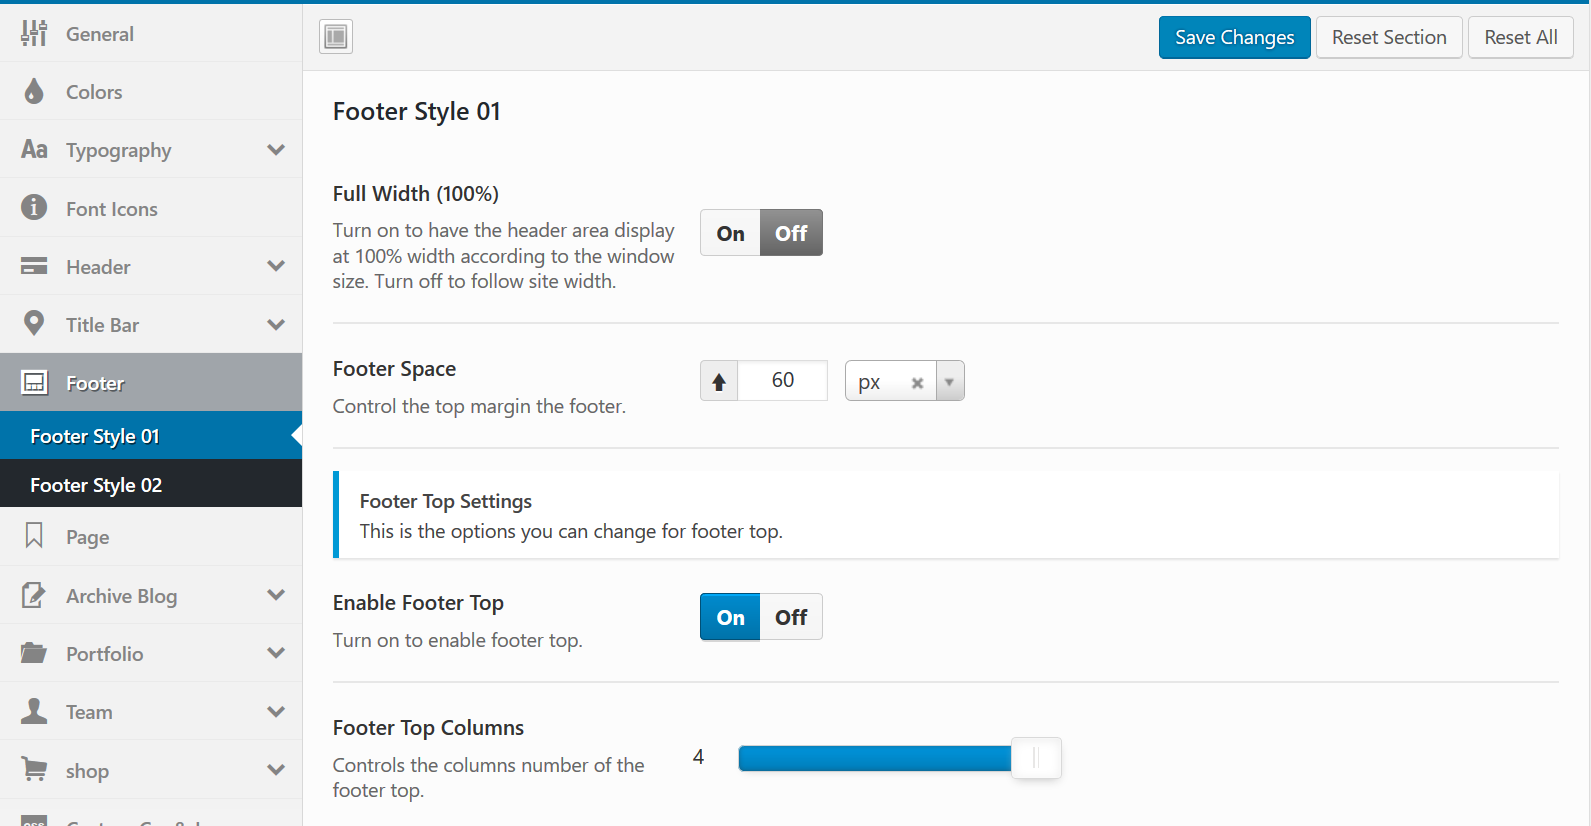 General
Colors
Aa Typography
Font Icons
Header
Title Bar
Footer
Footer Style 01
Footer Style 02
Page
Archive Blog
Portfolio
Team
shop
Save Changes
Reset Section
Reset All
Footer Style 01
Full Width (100%)
Turn on to have the header area display
at 100% width according to the window
size. Turn off to follow site width.
On Off
Footer Space
Control the top margin the footer.
60
px
Footer Top Settings
This is the options you can change for footer top.
Enable Footer Top
Turn on to enable footer top.
On Off
Footer Top Columns
Controls the columns number of the
footer top.
4